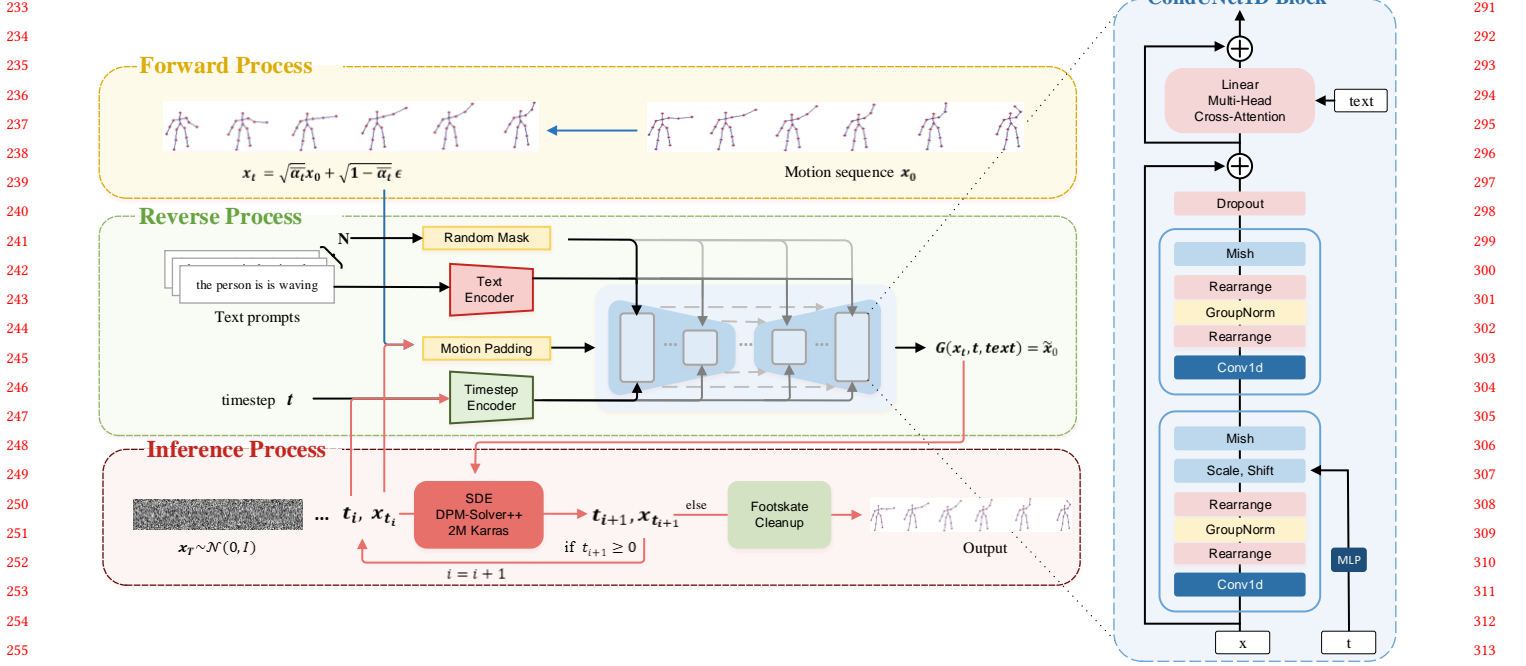 233
234
235
236
237
238
239
240
241
242
243
244
245
246
247
248
249
250
251
252
253
254
255
Forward Process
x_t = √ᾱ_t x_0 + √1 − ᾱ_t ϵ
Motion sequence x_0
Reverse Process
N
Random Mask
the person is is waving
Text prompts
Text
Encoder
Motion Padding
timestep t
Timestep
Encoder
...
...
...
G(x_t, t, text) = x̃_0
Inference Process
x_T~𝒩(0, I)
... t_i, x_{t_i}
SDE
DPM-Solver++
2M Karras
t_{i+1}, x_{t_{i+1}}
else
if t_{i+1} ≥ 0
i = i + 1
Footskate
Cleanup
Output
CondUNet1D Block
Linear
Multi-Head
Cross-Attention
text
Dropout
Mish
Rearrange
GroupNorm
Rearrange
Conv1d
Mish
Scale, Shift
Rearrange
GroupNorm
Rearrange
Conv1d
MLP
x
t
291
292
293
294
295
296
297
298
299
300
301
302
303
304
305
306
307
308
309
310
311
312
313